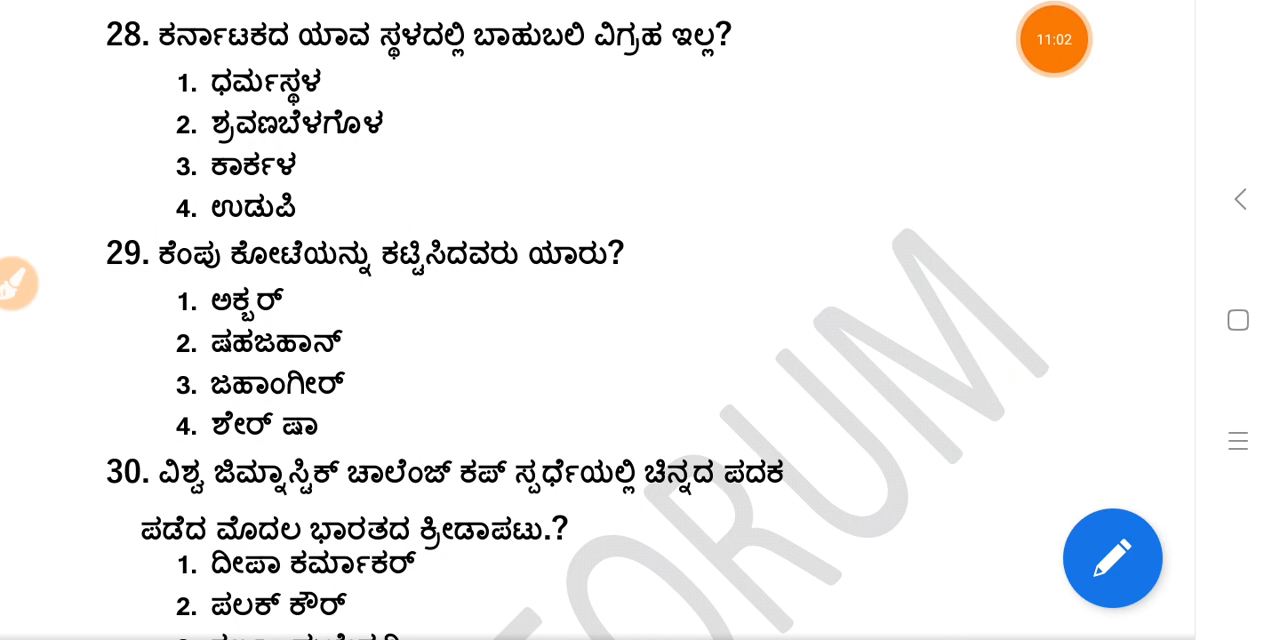 28. ಕರ್ನಾಟಕದ ಯಾವ ಸ್ಥಳದಲ್ಲಿ ಬಾಹುಬಲಿ ವಿಗ್ರಹ ಇಲ್ಲ?
11:02
1. ಧರ್ಮಸ್ಥಳ
2. ಶ್ರವಣಬೆಳಗೊಳ
3. ಕಾರ್ಕಳ
4. ಉಡುಪಿ
29. ಕೆಂಪು ಕೋಟೆಯನ್ನು ಕಟ್ಟಿಸಿದವರು ಯಾರು?
1. ಅಕ್ಬರ್
2. ಷಹಜಹಾನ್
3. ಜಹಾಂಗೀರ್
4. ಶೇರ್ ಷಾ
30. ವಿಶ್ವ ಜಿಮ್ನಾಸ್ಟಿಕ್ ಚಾಲೆಂಜ್ ಕಪ್ ಸ್ಪರ್ಧೆಯಲ್ಲಿ ಚಿನ್ನದ ಪದಕ
ಪಡೆದ ಮೊದಲ ಭಾರತದ ಕ್ರೀಡಾಪಟು.?
1. ದೀಪಾ ಕರ್ಮಾಕರ್
2. ಪಲಕ್ ಕೌರ್
FORUM